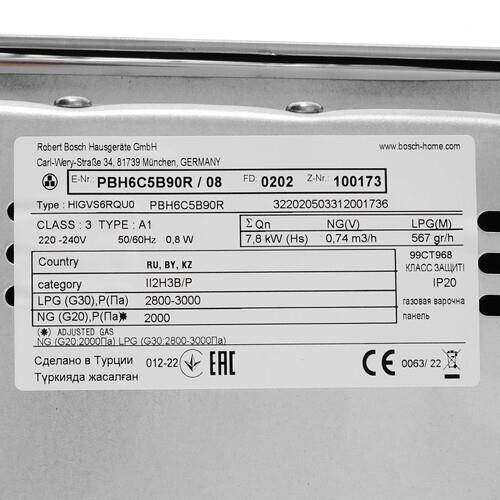 Robert Bosch Hausgeräte GmbH www.bosch-home.com
Carl-Wery-Straße 34, 81739 München, GERMANY
E-Nr.: PBH6C5B90R / 08 FD: 0202 Z-Nr.: 100173
Type : HIGVS6RQU0 PBH6C5B90R 322020503312001736
CLASS : 3 TYPE : A1
220 -240V 50/60Hz 0,8 W
Σ Qn NG(V) LPG(M)
7,8 kW (Hs) 0,74 m3/h 567 gr/h
Country RU, BY, KZ
category II2H3B/P
LPG (G30),P(Па) 2800-3000
NG (G20),P(Па✱ 2000
99CT968
КЛАСС ЗАЩИТІ
IP20
газовая варочна
панель
(✱) ADJUSTED GAS
NG (G20:2000Па) LPG (G30:2800-3000Па)
Сделано в Турции
Түркияда жасалған
012-22 EAC CE 0063/ 22